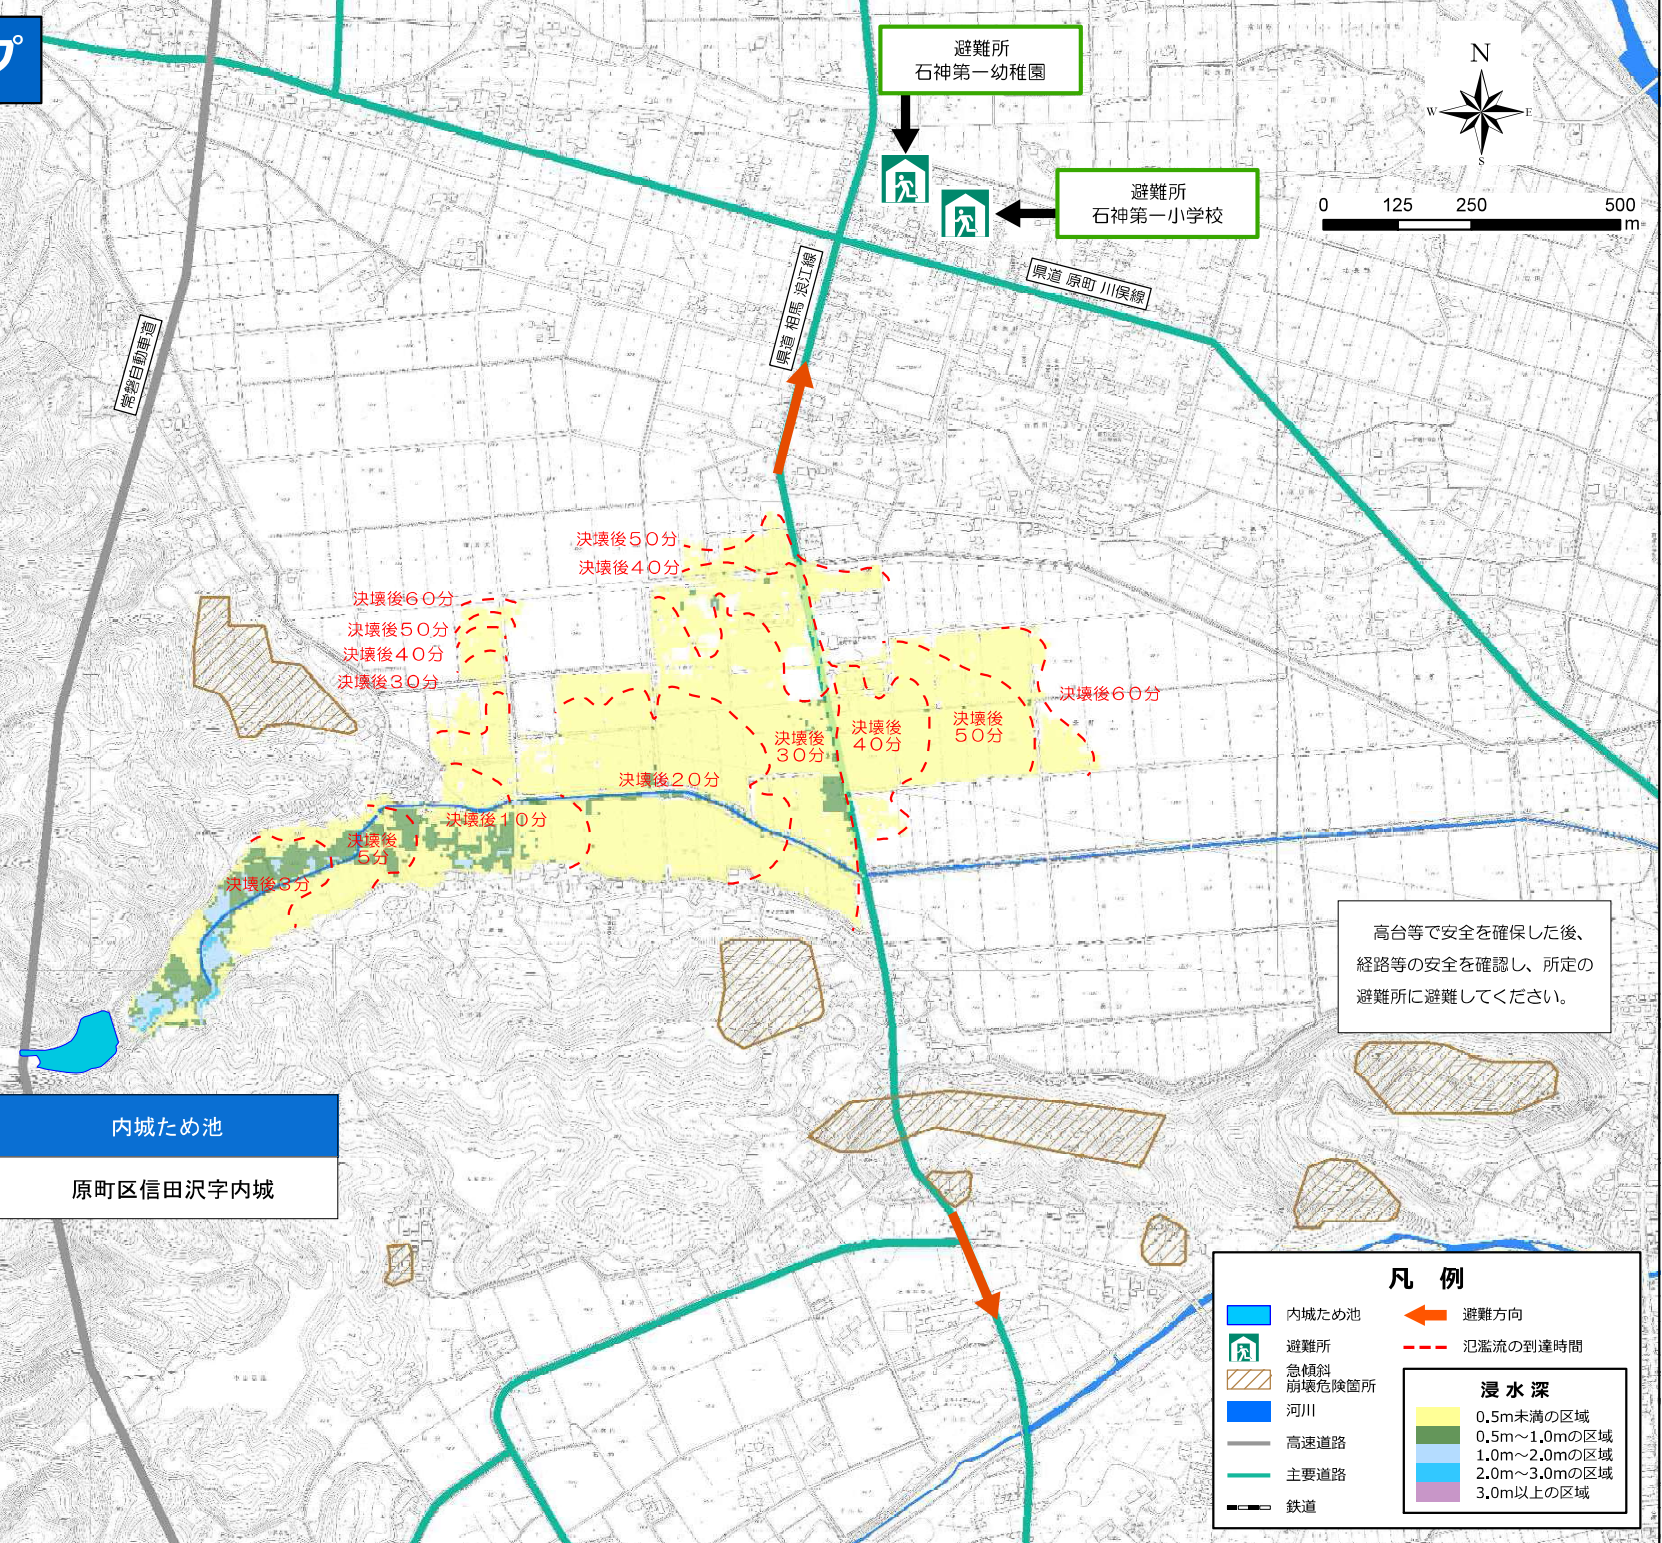 プ
避難所
石神第一幼稚園
避難所
石神第一小学校
N
W
E
S
0 125 250 500
m
県道 相馬 浪江線
県道 原町 川俣線
常磐自動車道
決壊後50分
決壊後40分
決壊後60分
決壊後50分
決壊後40分
決壊後30分
決壊後60分
決壊後
50分
決壊後
40分
決壊後
30分
決壊後20分
決壊後10分
決壊後
5分
決壊後3分
高台等で安全を確保した後、
経路等の安全を確認し、所定の
避難所に避難してください。
内城ため池
原町区信田沢字内城
凡 例
内城ため池
避難方向
避難所
氾濫流の到達時間
急傾斜
崩壊危険箇所
河川
高速道路
主要道路
鉄道
浸水深
0.5m未満の区域
0.5m～1.0mの区域
1.0m～2.0mの区域
2.0m～3.0mの区域
3.0m以上の区域